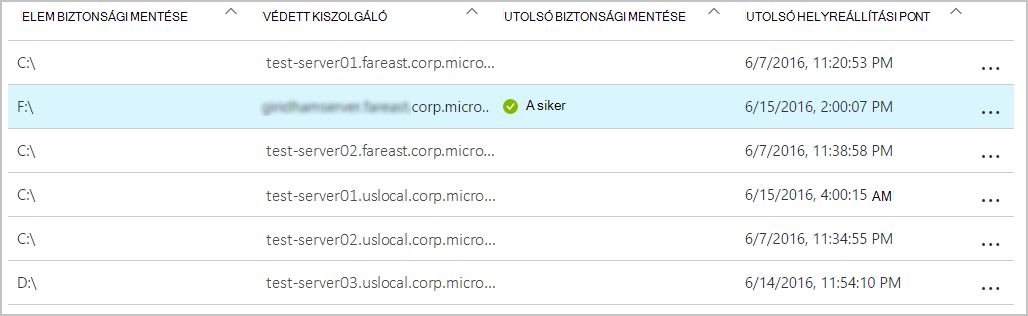 ELEM BIZTONSÁGI MENTÉSE VÉDETT KISZOLGÁLÓ UTOLSÓ BIZTONSÁGI MENTÉSE UTOLSÓ HELYREÁLLÍTÁSI PONT
C:\ test-server01.fareast.corp.micro... 6/7/2016, 11:20:53 PM ...
F:\ .corp.micro.. A siker 6/15/2016, 2:00:07 PM ...
C:\ test-server02.fareast.corp.micro... 6/7/2016, 11:38:58 PM ...
C:\ test-server01.uslocal.corp.micro... 6/15/2016, 4:00:15 AM ...
C:\ test-server02.uslocal.corp.micro... 6/7/2016, 11:34:55 PM ...
D:\ test-server03.uslocal.corp.micro... 6/14/2016, 11:54:10 PM ...